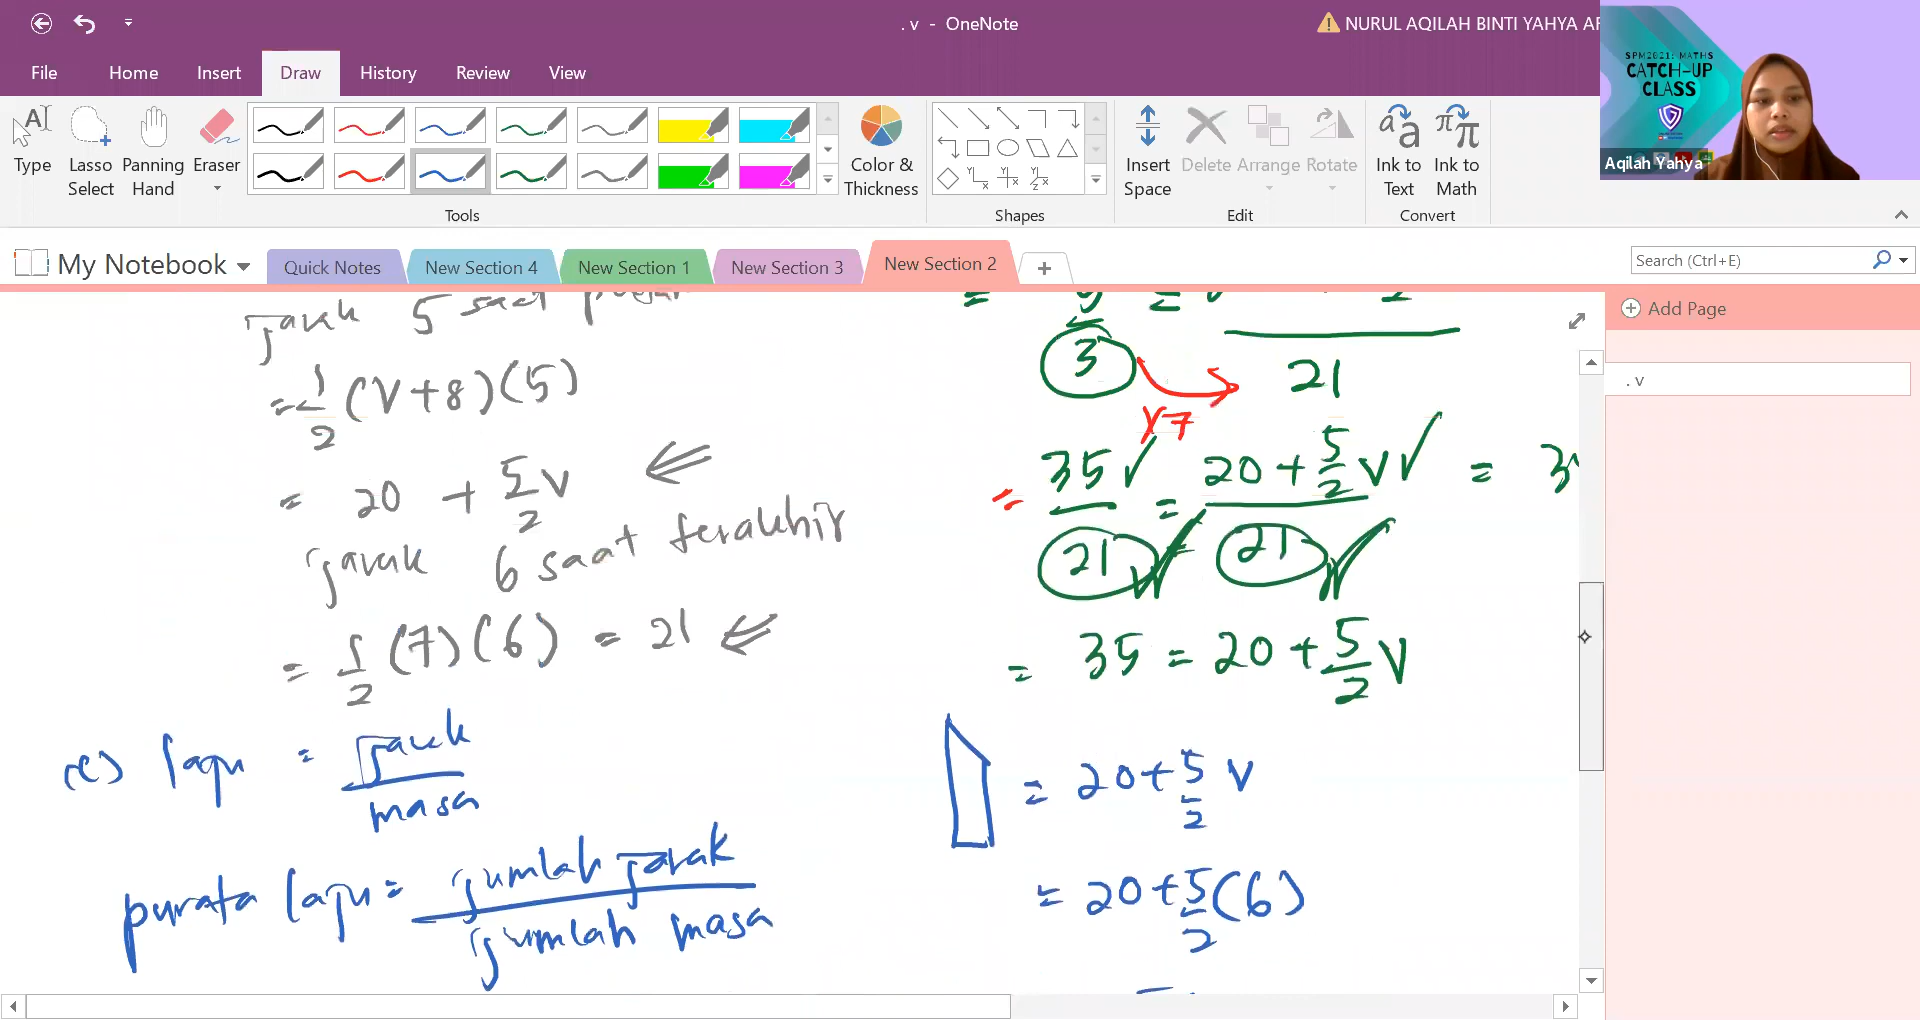 . v - OneNote
NURUL AQILAH BINTI YAHYA AF
SPM2021: MATHS
CATCH-UP
CLASS
Aqilah Yahya
File Home Insert Draw History Review View
Type
Lasso Select
Panning Hand
Eraser
Color & Thickness
Insert Space
Delete
Arrange
Rotate
Ink to Text
Ink to Math
Tools
Shapes
Edit
Convert
My Notebook
Quick Notes
New Section 4
New Section 1
New Section 3
New Section 2
Search (Ctrl+E)
Add Page
. v
Jarak 5 saat
= 1/2 (V+8)(5)
= 20 + 5/2 V
Jarak 6 saat terakhir
= 1/2 (7)(6) = 21
(c) laju = Jarak / masa
purata laju = jumlah Jarak / jumlah masa
3
21
x7
= 35/21 = (20 + 5/2 V)/21 =
= 35 = 20 + 5/2 V
= 20 + 5/2 V
= 20 + 5/2 (6)